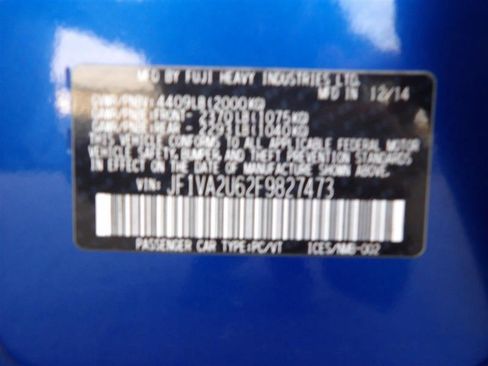 MFD BY FUJI HEAVY INDUSTRIES LTD.
MFD IN 12/14
GVWR/PNBV: 4409LB(2000KG)
GAWR/PNBE: FRONT- 2370LB(1075KG)
GAWR/PNBE: REAR - 2293LB(1040KG)
THIS VEHICLE CONFORMS TO ALL APPLICABLE FEDERAL MOTOR
VEHICLE SAFETY, BUMPER, AND THEFT PREVENTION STANDARDS
IN EFFECT ON THE DATE OF MANUFACTURE SHOWN ABOVE.
VIN: JF1VA2U62F9827473
PASSENGER CAR TYPE:PC/VT ICES/NMB-002